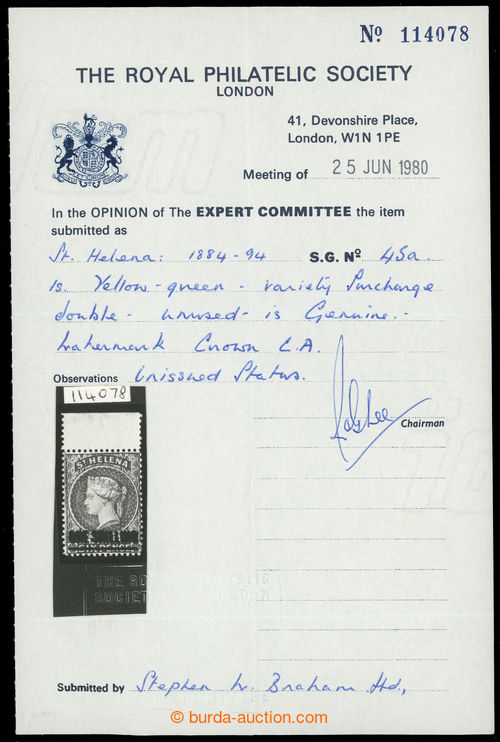 No 114078
THE ROYAL PHILATELIC SOCIETY
LONDON
41, Devonshire Place,
London, W1N 1PE
Meeting of 25 JUN 1980
In the OPINION of The EXPERT COMMITTEE the item
submitted as
St. Helena: 1884-94 S.G. No 45a
1s. Yellow-green - variety Surcharge
double - unused - is Genuine.-
Watermark Crown C.A.
Observations Unissued Status.
114078
Chairman
ST HELENA
THE RO
SOCIET
Submitted by Stephen W. Braham Ltd,
© burda-auction.com